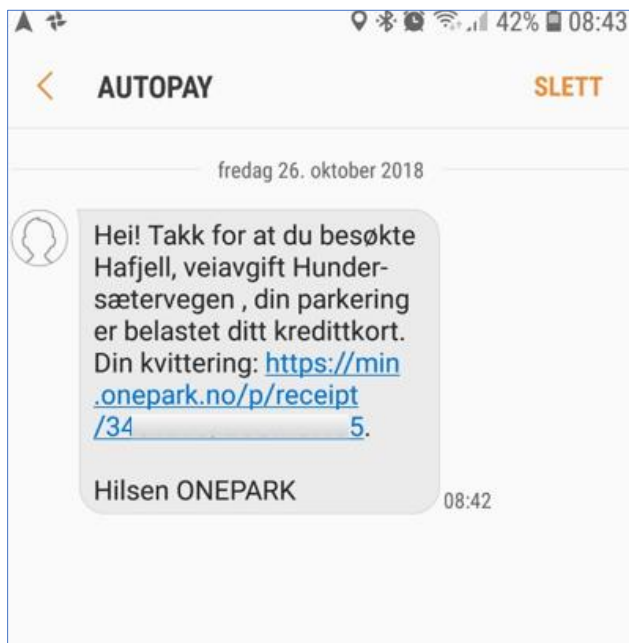 42% 08:43
AUTOPAY
SLETT
fredag 26. oktober 2018
Hei! Takk for at du besøkte
Hafjell, veiavgift Hunder-
sætervegen , din parkering
er belastet ditt kredittkort.
Din kvittering: https://min
.onepark.no/p/receipt
/34 5.
Hilsen ONEPARK
08:42